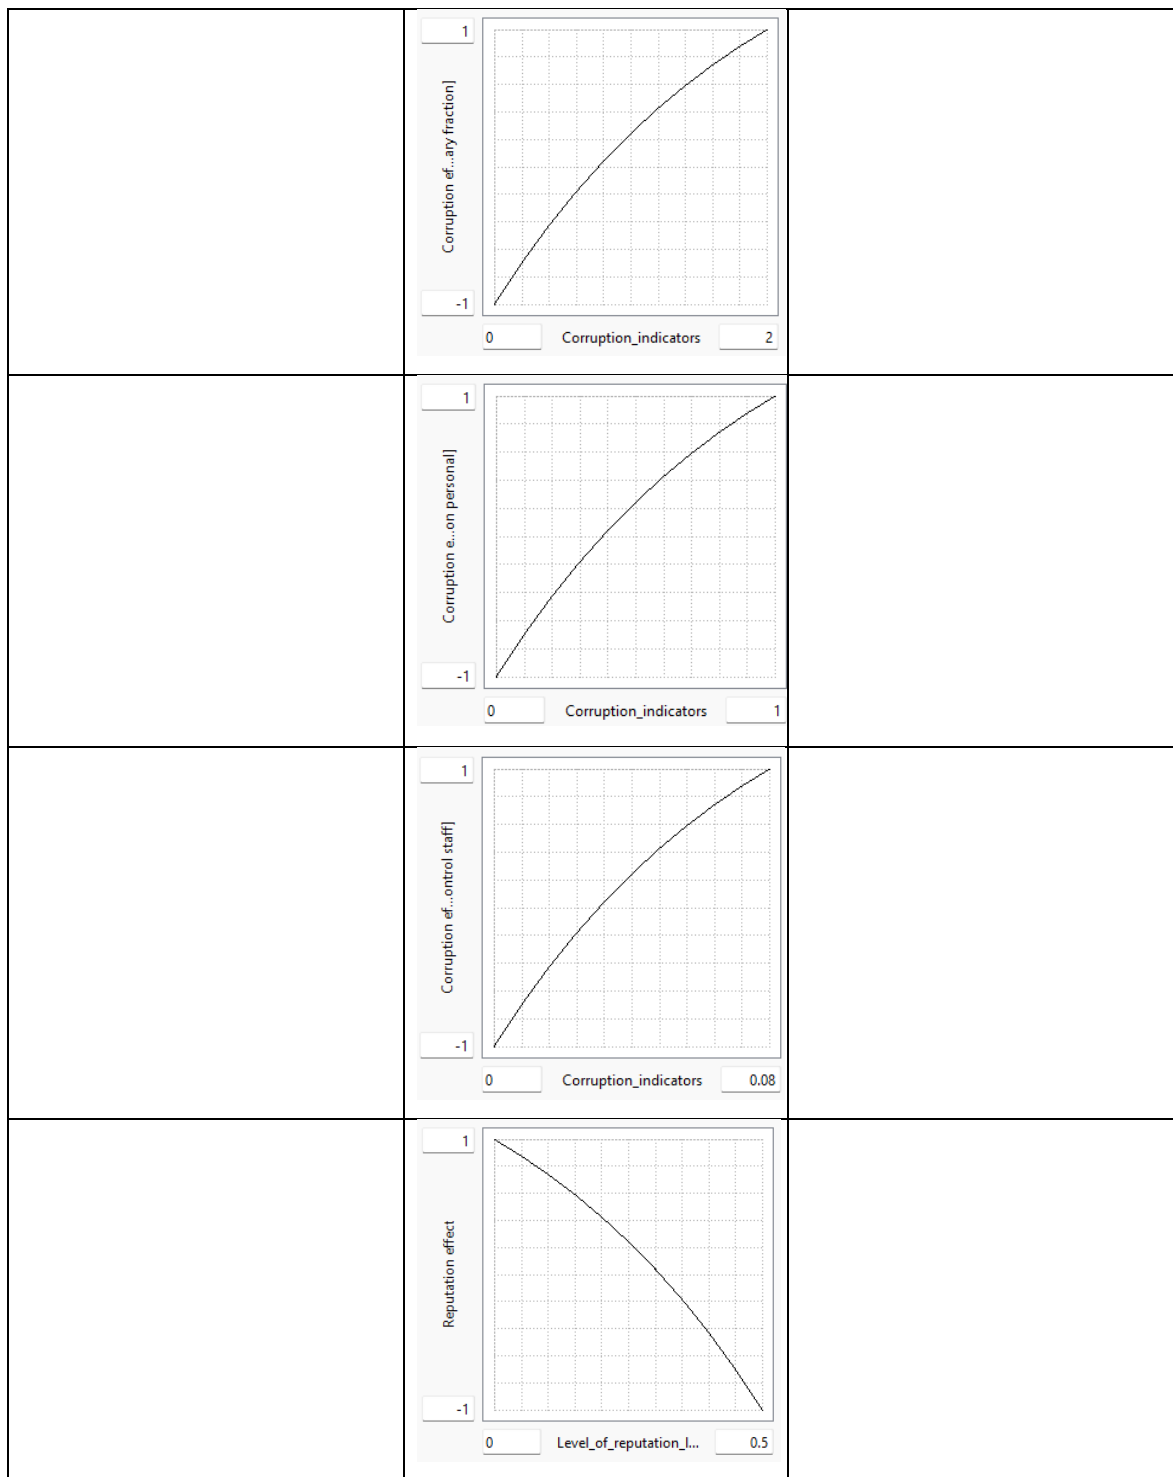 1
Corruption ef...ary fraction]
-1
0 Corruption_indicators 2
1
Corruption e...on personal]
-1
0 Corruption_indicators 1
1
Corruption ef...ontrol staff]
-1
0 Corruption_indicators 0.08
1
Reputation effect
-1
0 Level_of_reputation_l... 0.5